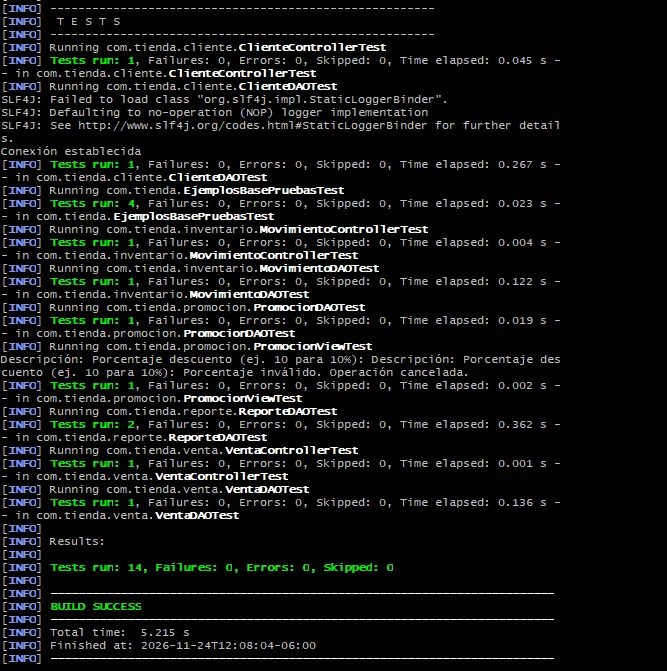 [INFO] -------------------------------------------------------
[INFO]  T E S T S
[INFO] -------------------------------------------------------
[INFO] Running com.tienda.cliente.ClienteControllerTest
[INFO] Tests run: 1, Failures: 0, Errors: 0, Skipped: 0, Time elapsed: 0.045 s -
- in com.tienda.cliente.ClienteControllerTest
[INFO] Running com.tienda.cliente.ClienteDAOTest
SLF4J: Failed to load class "org.slf4j.impl.StaticLoggerBinder".
SLF4J: Defaulting to no-operation (NOP) logger implementation
SLF4J: See http://www.slf4j.org/codes.html#StaticLoggerBinder for further detail
s.
Conexión establecida
[INFO] Tests run: 1, Failures: 0, Errors: 0, Skipped: 0, Time elapsed: 0.267 s -
- in com.tienda.cliente.ClienteDAOTest
[INFO] Running com.tienda.EjemplosBasePruebasTest
[INFO] Tests run: 4, Failures: 0, Errors: 0, Skipped: 0, Time elapsed: 0.023 s -
- in com.tienda.EjemplosBasePruebasTest
[INFO] Running com.tienda.inventario.MovimientoControllerTest
[INFO] Tests run: 1, Failures: 0, Errors: 0, Skipped: 0, Time elapsed: 0.004 s -
- in com.tienda.inventario.MovimientoControllerTest
[INFO] Running com.tienda.inventario.MovimientoDAOTest
[INFO] Tests run: 1, Failures: 0, Errors: 0, Skipped: 0, Time elapsed: 0.122 s -
- in com.tienda.inventario.MovimientoDAOTest
[INFO] Running com.tienda.promocion.PromocionDAOTest
[INFO] Tests run: 1, Failures: 0, Errors: 0, Skipped: 0, Time elapsed: 0.019 s -
- in com.tienda.promocion.PromocionDAOTest
[INFO] Running com.tienda.promocion.PromocionViewTest
Descripción: Porcentaje descuento (ej. 10 para 10%): Descripción: Porcentaje des
cuento (ej. 10 para 10%): Porcentaje inválido. Operación cancelada.
[INFO] Tests run: 1, Failures: 0, Errors: 0, Skipped: 0, Time elapsed: 0.002 s -
- in com.tienda.promocion.PromocionViewTest
[INFO] Running com.tienda.reporte.ReporteDAOTest
[INFO] Tests run: 2, Failures: 0, Errors: 0, Skipped: 0, Time elapsed: 0.362 s -
- in com.tienda.reporte.ReporteDAOTest
[INFO] Running com.tienda.venta.VentaControllerTest
[INFO] Tests run: 1, Failures: 0, Errors: 0, Skipped: 0, Time elapsed: 0.001 s -
- in com.tienda.venta.VentaControllerTest
[INFO] Running com.tienda.venta.VentaDAOTest
[INFO] Tests run: 1, Failures: 0, Errors: 0, Skipped: 0, Time elapsed: 0.136 s -
- in com.tienda.venta.VentaDAOTest
[INFO]
[INFO] Results:
[INFO]
[INFO] Tests run: 14, Failures: 0, Errors: 0, Skipped: 0
[INFO]
[INFO] ------------------------------------------------------------------------
[INFO] BUILD SUCCESS
[INFO] ------------------------------------------------------------------------
[INFO] Total time:  5.215 s
[INFO] Finished at: 2026-11-24T12:08:04-06:00
[INFO] ------------------------------------------------------------------------